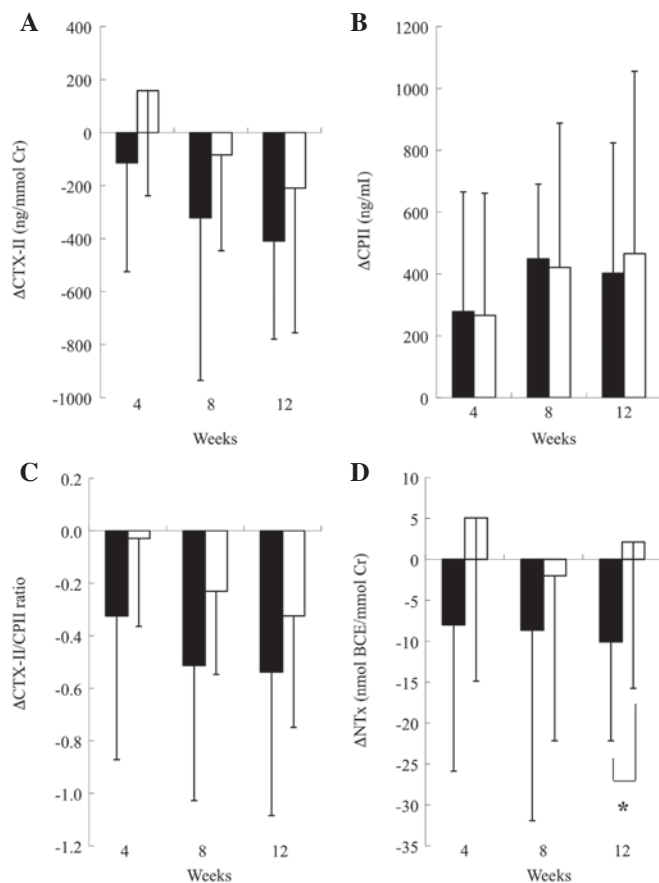 A
400
200
0
-200
-400
-600
-800
-1000
ΔCTX-II (ng/mmol Cr)
4 8 12
Weeks
B
1200
1000
800
600
400
200
0
ΔCPII (ng/ml)
4 8 12
Weeks
C
0.2
0.0
-0.2
-0.4
-0.6
-0.8
-1.0
-1.2
ΔCTX-II/CPII ratio
4 8 12
Weeks
D
10
5
0
-5
-10
-15
-20
-25
-30
-35
ΔNTx (nmol BCE/mmol Cr)
*
4 8 12
Weeks